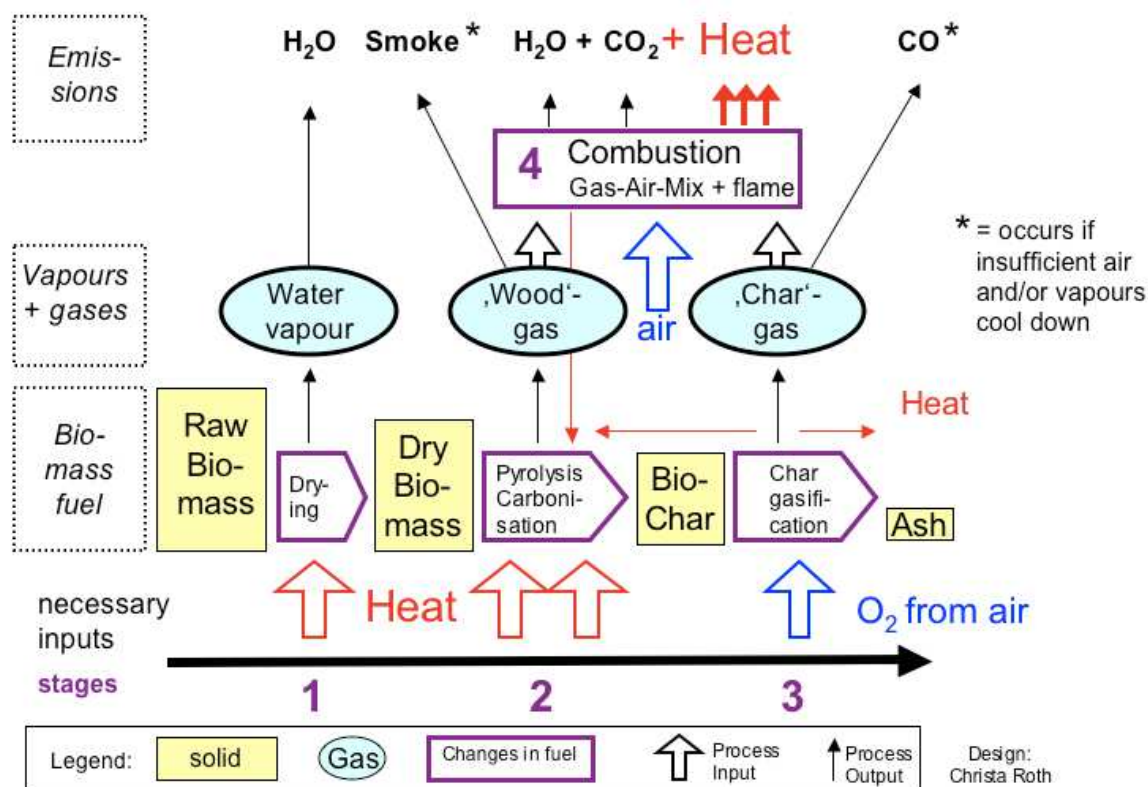 Emis-
sions
H₂O
Smoke *
H₂O + CO₂ + Heat
CO *
4 Combustion
Gas-Air-Mix + flame
Vapours
+ gases
Water
vapour
‚Wood‘-
gas
air
‚Char‘-
gas
* = occurs if
insufficient air
and/or vapours
cool down
Bio-
mass
fuel
Raw
Bio-
mass
Dry-
ing
Dry
Bio-
mass
Pyrolysis
Carboni-
sation
Bio-
Char
Char
gasifi-
cation
Heat
Ash
necessary
inputs
Heat
O₂ from air
stages
1
2
3
Legend:
solid
Gas
Changes in fuel
Process
Input
Process
Output
Design:
Christa Roth